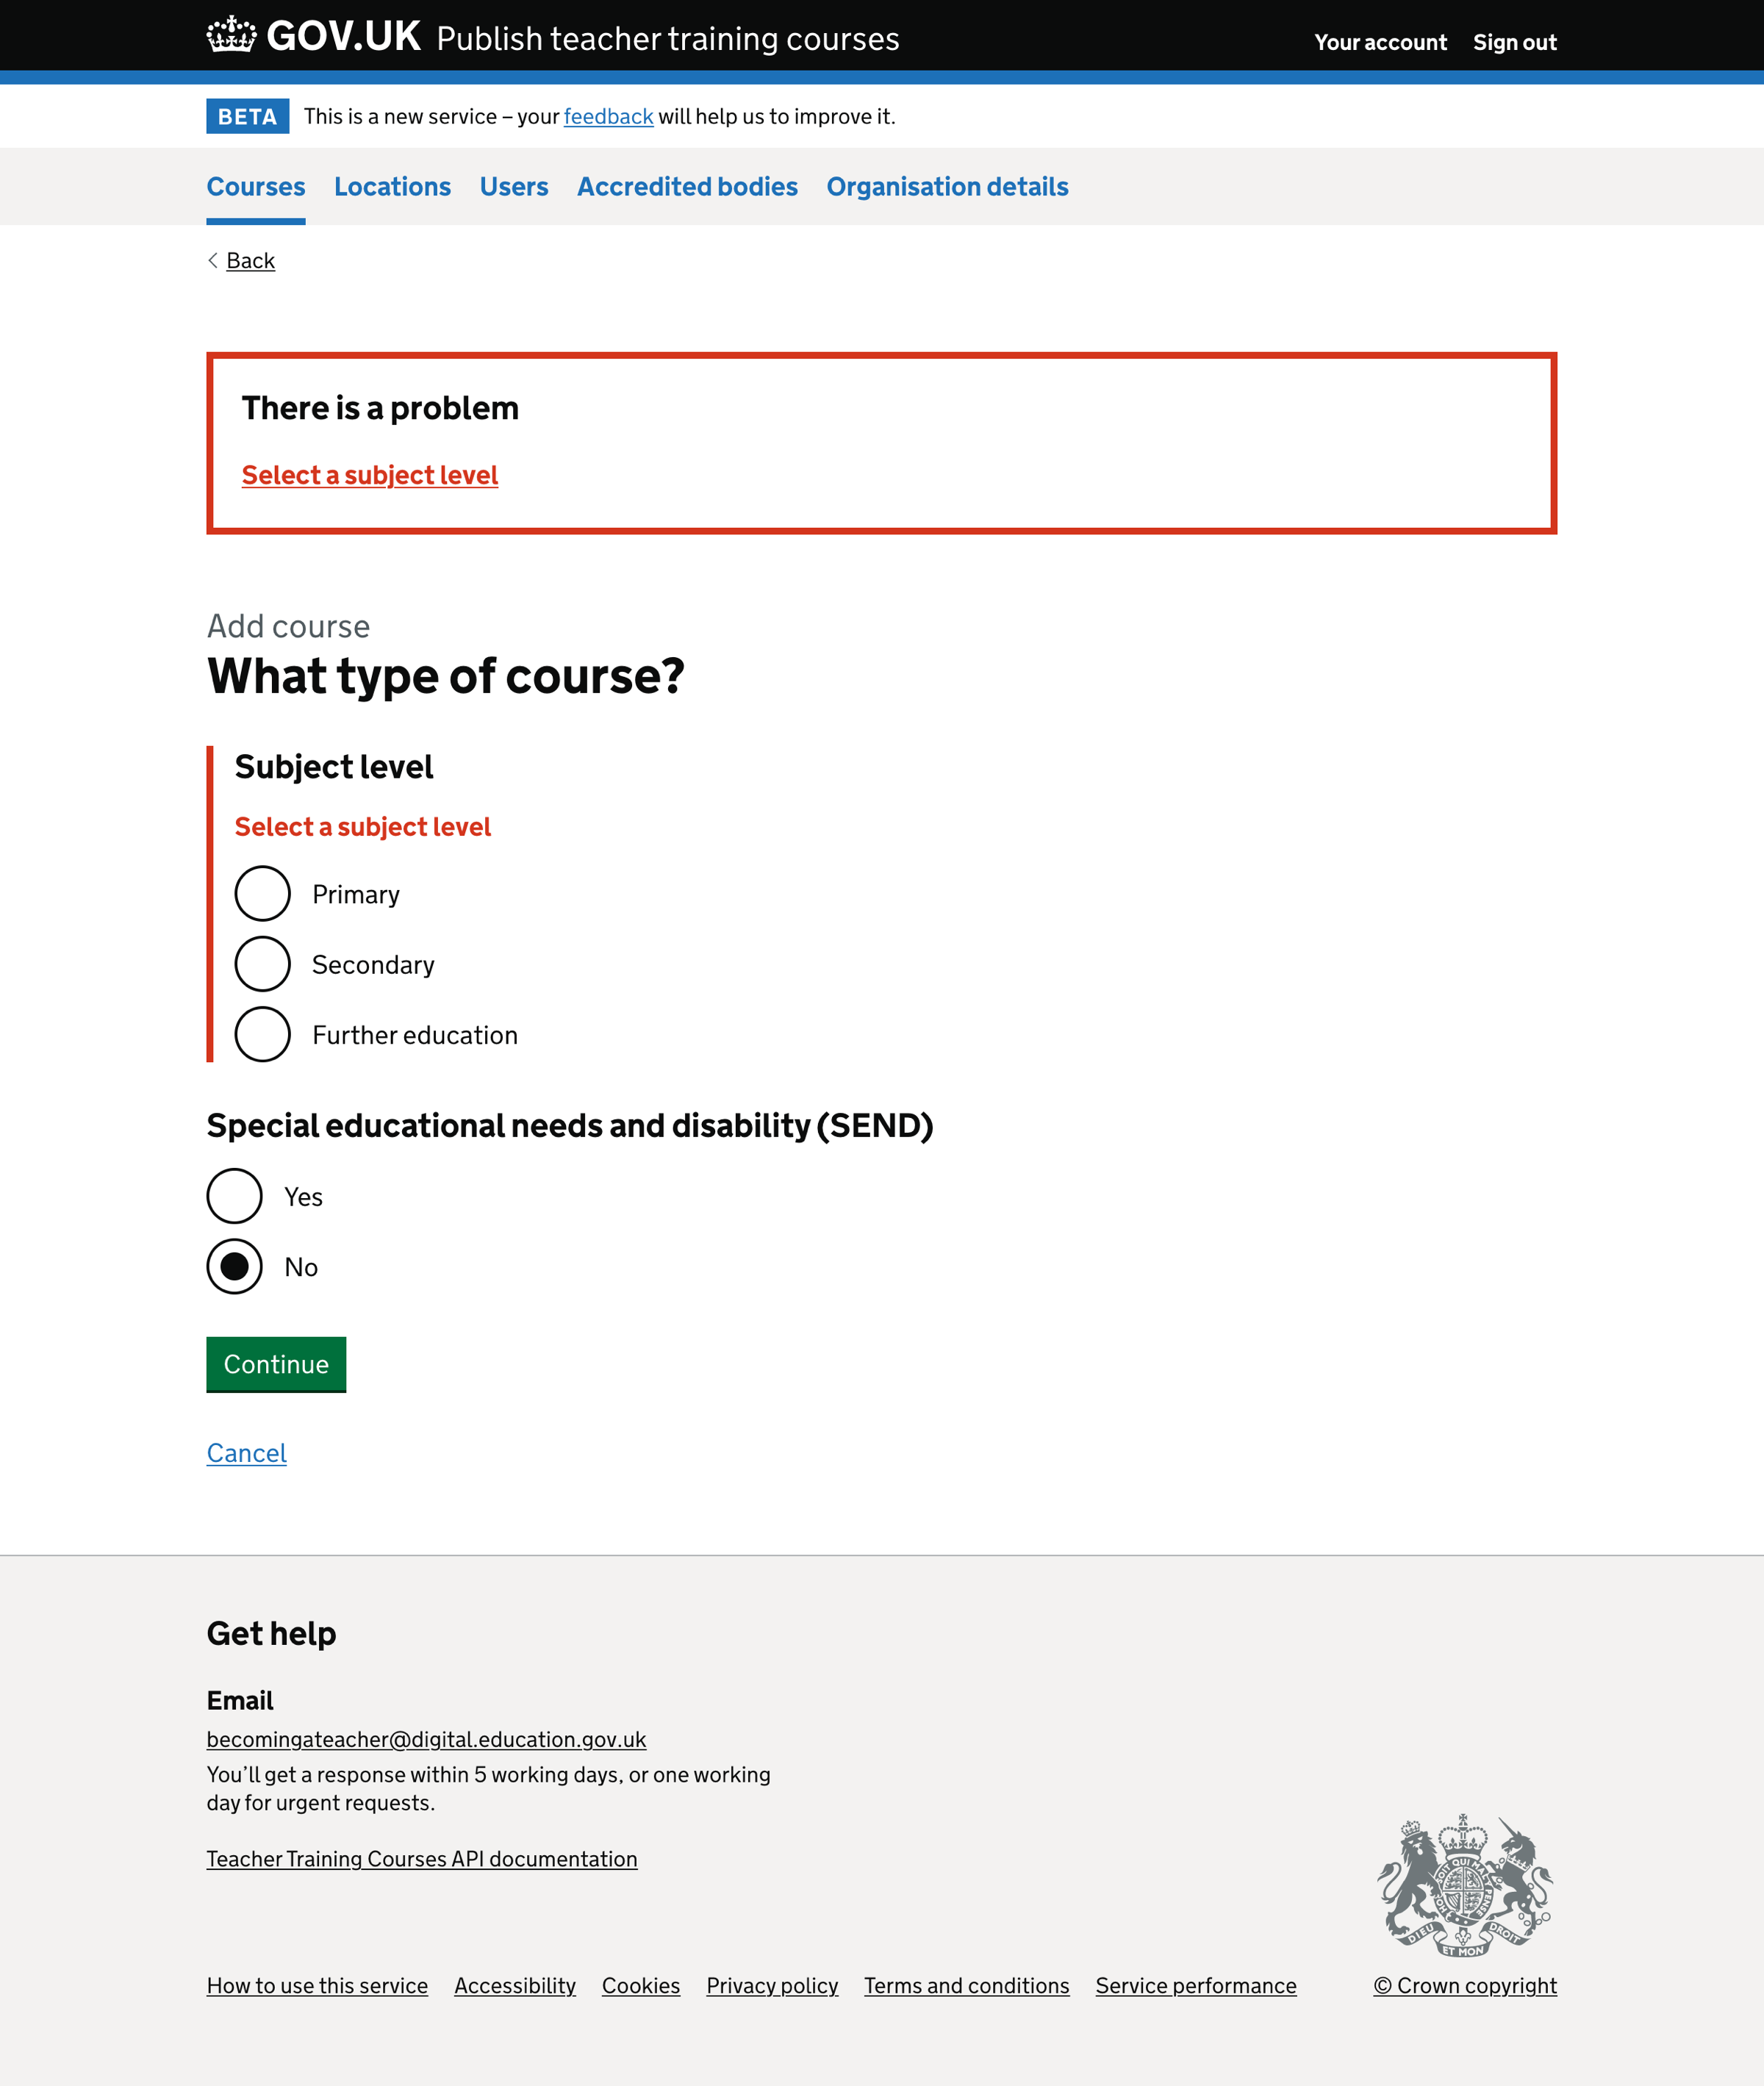 GOV.UK Publish teacher training courses
Your account Sign out
BETA This is a new service – your feedback will help us to improve it.
Courses Locations Users Accredited bodies Organisation details
Back
There is a problem
Select a subject level
Add course
What type of course?
Subject level
Select a subject level
Primary
Secondary
Further education
Special educational needs and disability (SEND)
Yes
No
Continue
Cancel
Get help
Email
becomingateacher@digital.education.gov.uk
You’ll get a response within 5 working days, or one working
day for urgent requests.
Teacher Training Courses API documentation
DIEU ET MON DROIT
How to use this service Accessibility Cookies Privacy policy Terms and conditions Service performance © Crown copyright